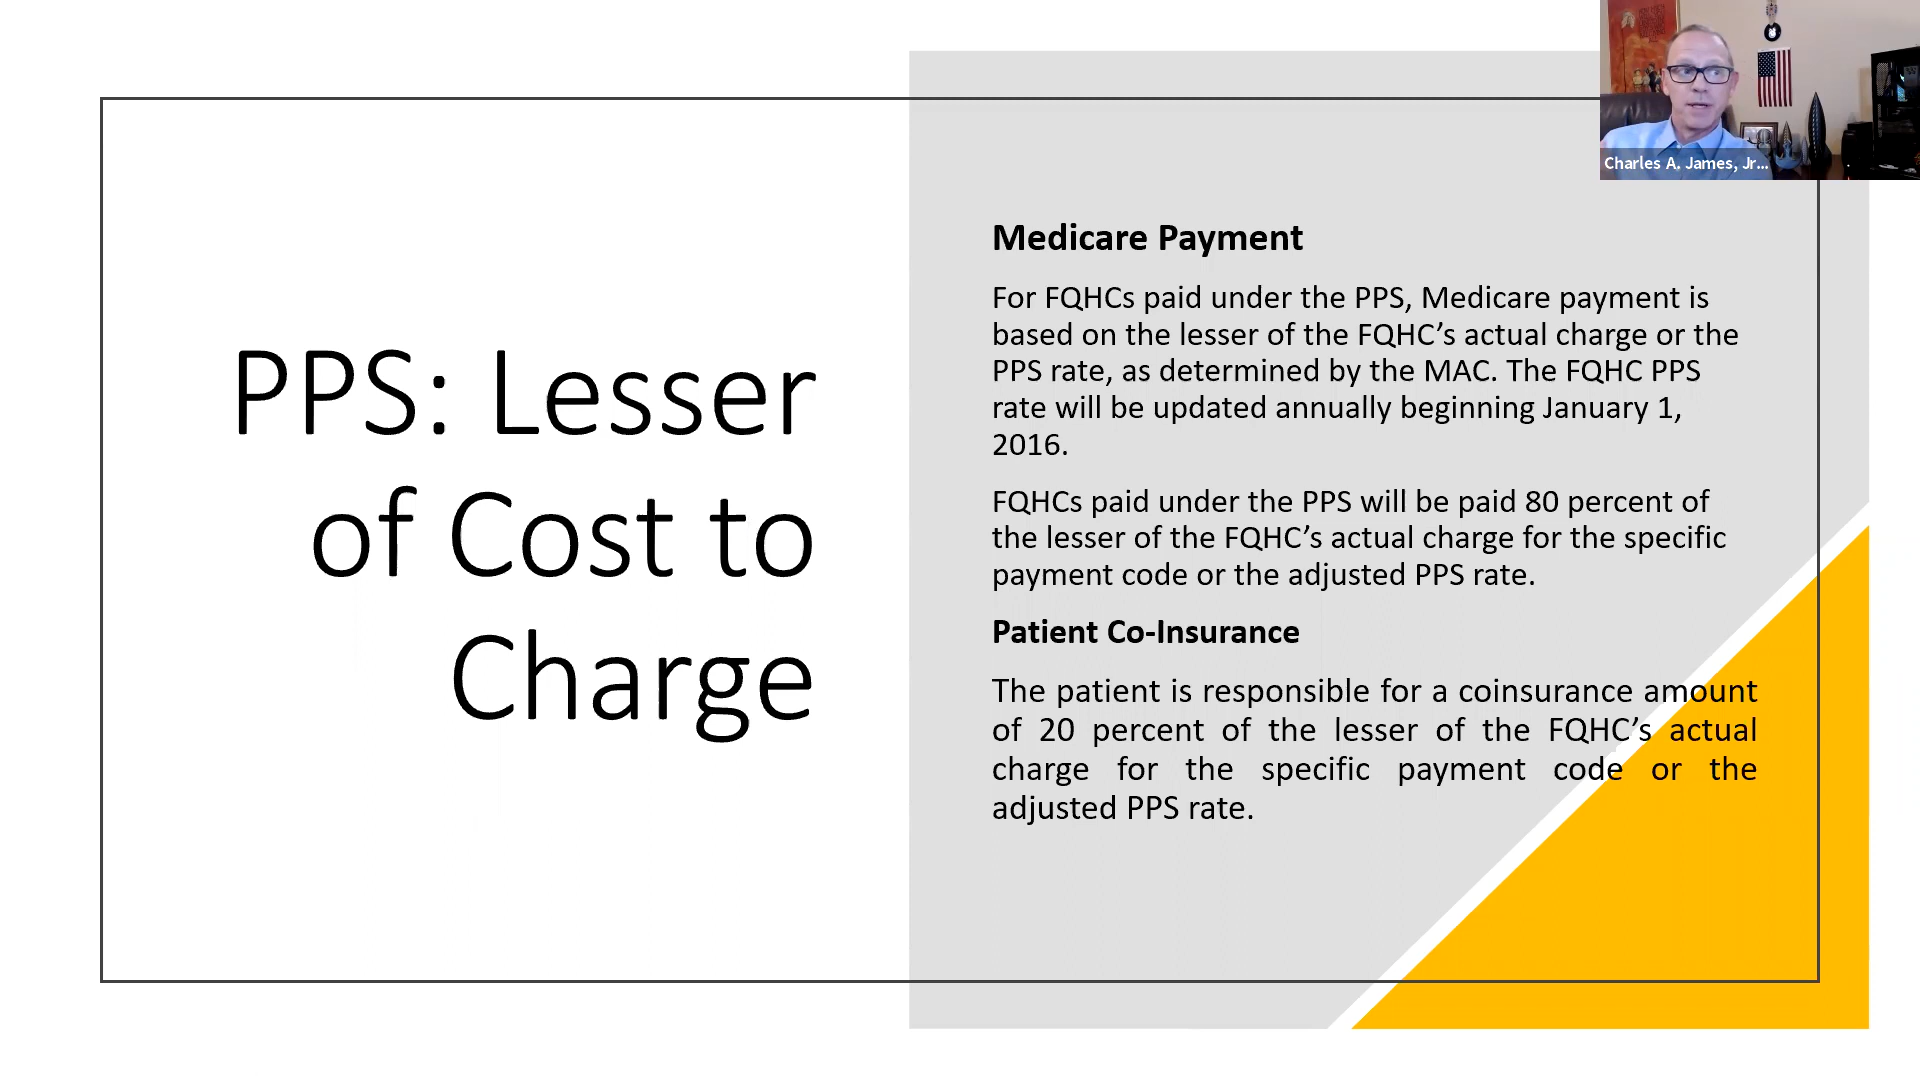 PPS: Lesser
of Cost to
Charge
Medicare Payment
For FQHCs paid under the PPS, Medicare payment is
based on the lesser of the FQHC’s actual charge or the
PPS rate, as determined by the MAC. The FQHC PPS
rate will be updated annually beginning January 1,
2016.
FQHCs paid under the PPS will be paid 80 percent of
the lesser of the FQHC’s actual charge for the specific
payment code or the adjusted PPS rate.
Patient Co-Insurance
The patient is responsible for a coinsurance amount
of 20 percent of the lesser of the FQHC’s actual
charge for the specific payment code or the
adjusted PPS rate.
Charles A. James, Jr...